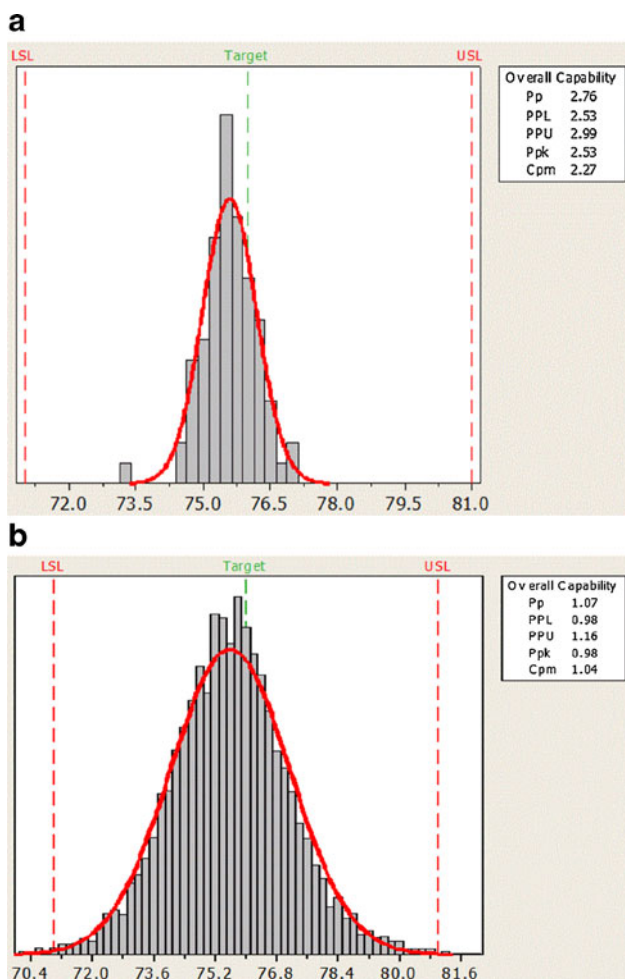 a
LSL Target USL
Overall Capability
Pp 2.76
PPL 2.53
PPU 2.99
Ppk 2.53
Cpm 2.27
72.0 73.5 75.0 76.5 78.0 79.5 81.0
b
LSL Target USL
Overall Capability
Pp 1.07
PPL 0.98
PPU 1.16
Ppk 0.98
Cpm 1.04
70.4 72.0 73.6 75.2 76.8 78.4 80.0 81.6